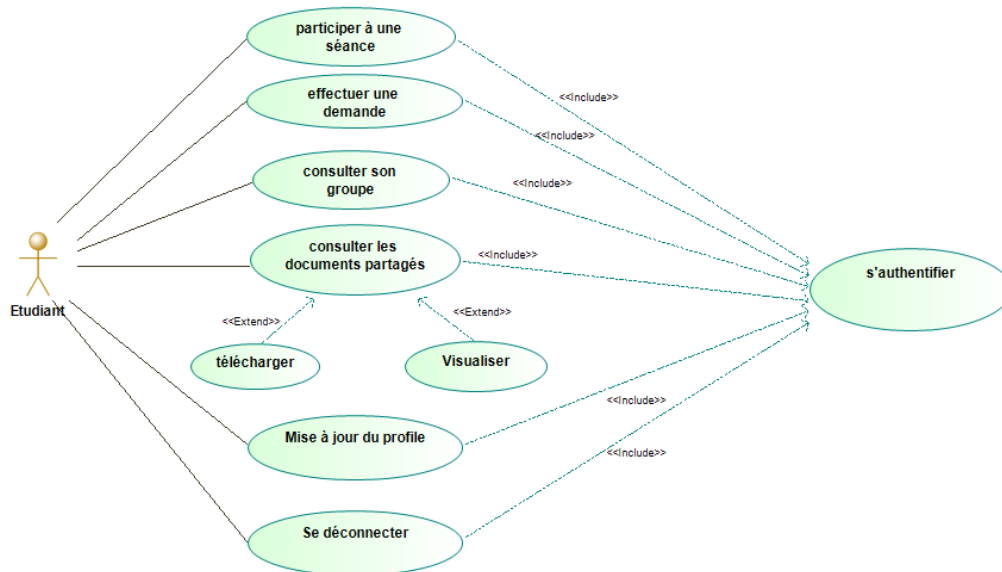 participer à une
séance
<<Include>>
effectuer une
demande
<<Include>>
consulter son
groupe
<<Include>>
consulter les
documents partagés
<<Include>>
s'authentifier
Etudiant
<<Extend>>
<<Extend>>
télécharger
Visualiser
<<Include>>
Mise à jour du profile
<<Include>>
Se déconnecter